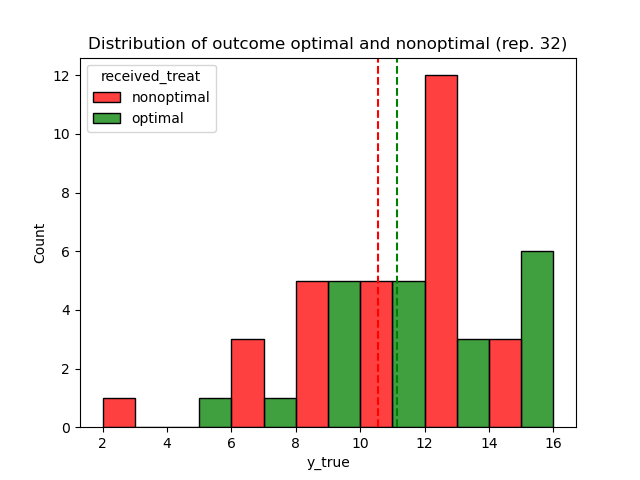 Distribution of outcome optimal and nonoptimal (rep. 32)
received_treat
nonoptimal
optimal
Count
12
10
8
6
4
2
0
2 4 6 8 10 12 14 16
y_true